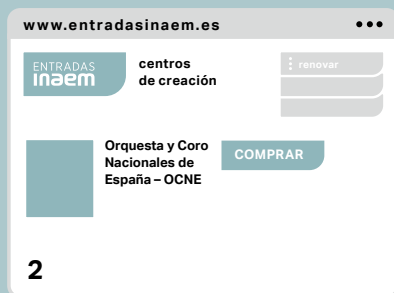 www.entradasinaem.es
ENTRADAS
inaem
centros
de creación
renovar
Orquesta y Coro
Nacionales de
España – OCNE
COMPRAR
2